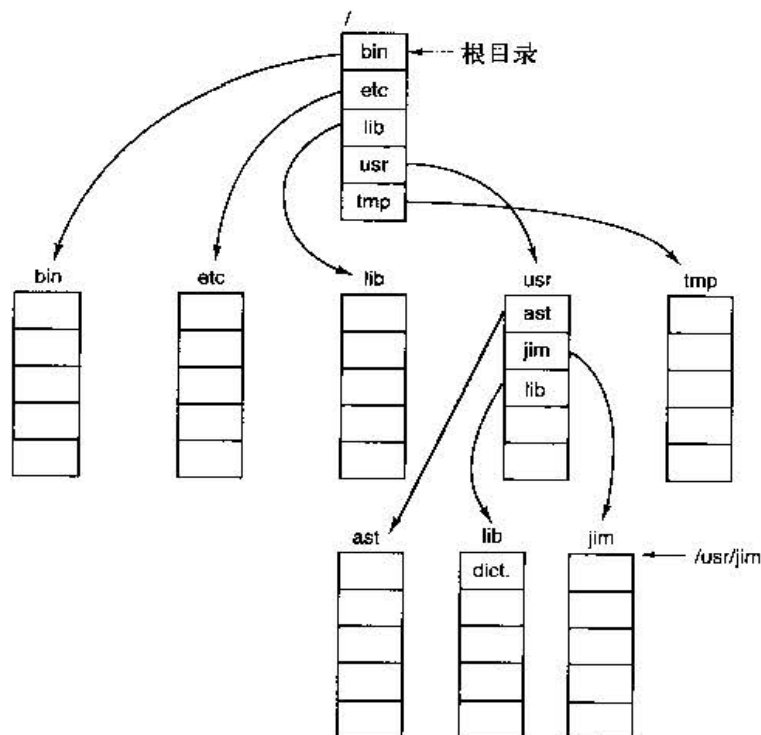 /
bin
根目录
etc
lib
usr
tmp
bin
etc
lib
usr
tmp
ast
jim
lib
ast
lib
jim
dict.
/usr/jim